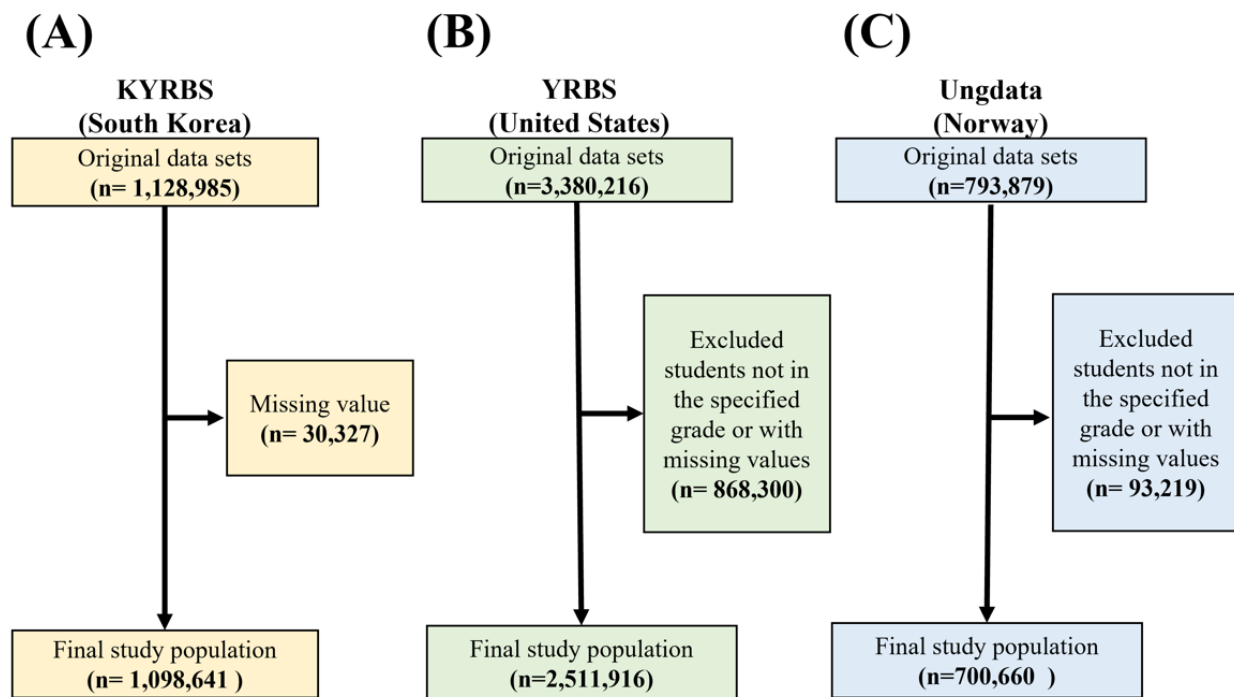 (A)
KYRBS
(South Korea)
Original data sets
(n= 1,128,985)
Missing value
(n= 30,327)
Final study population
(n= 1,098,641 )
(B)
YRBS
(United States)
Original data sets
(n=3,380,216)
Excluded
students not in
the specified
grade or with
missing values
(n= 868,300)
Final study population
(n=2,511,916)
(C)
Ungdata
(Norway)
Original data sets
(n=793,879)
Excluded
students not in
the specified
grade or with
missing values
(n= 93,219)
Final study population
(n=700,660 )